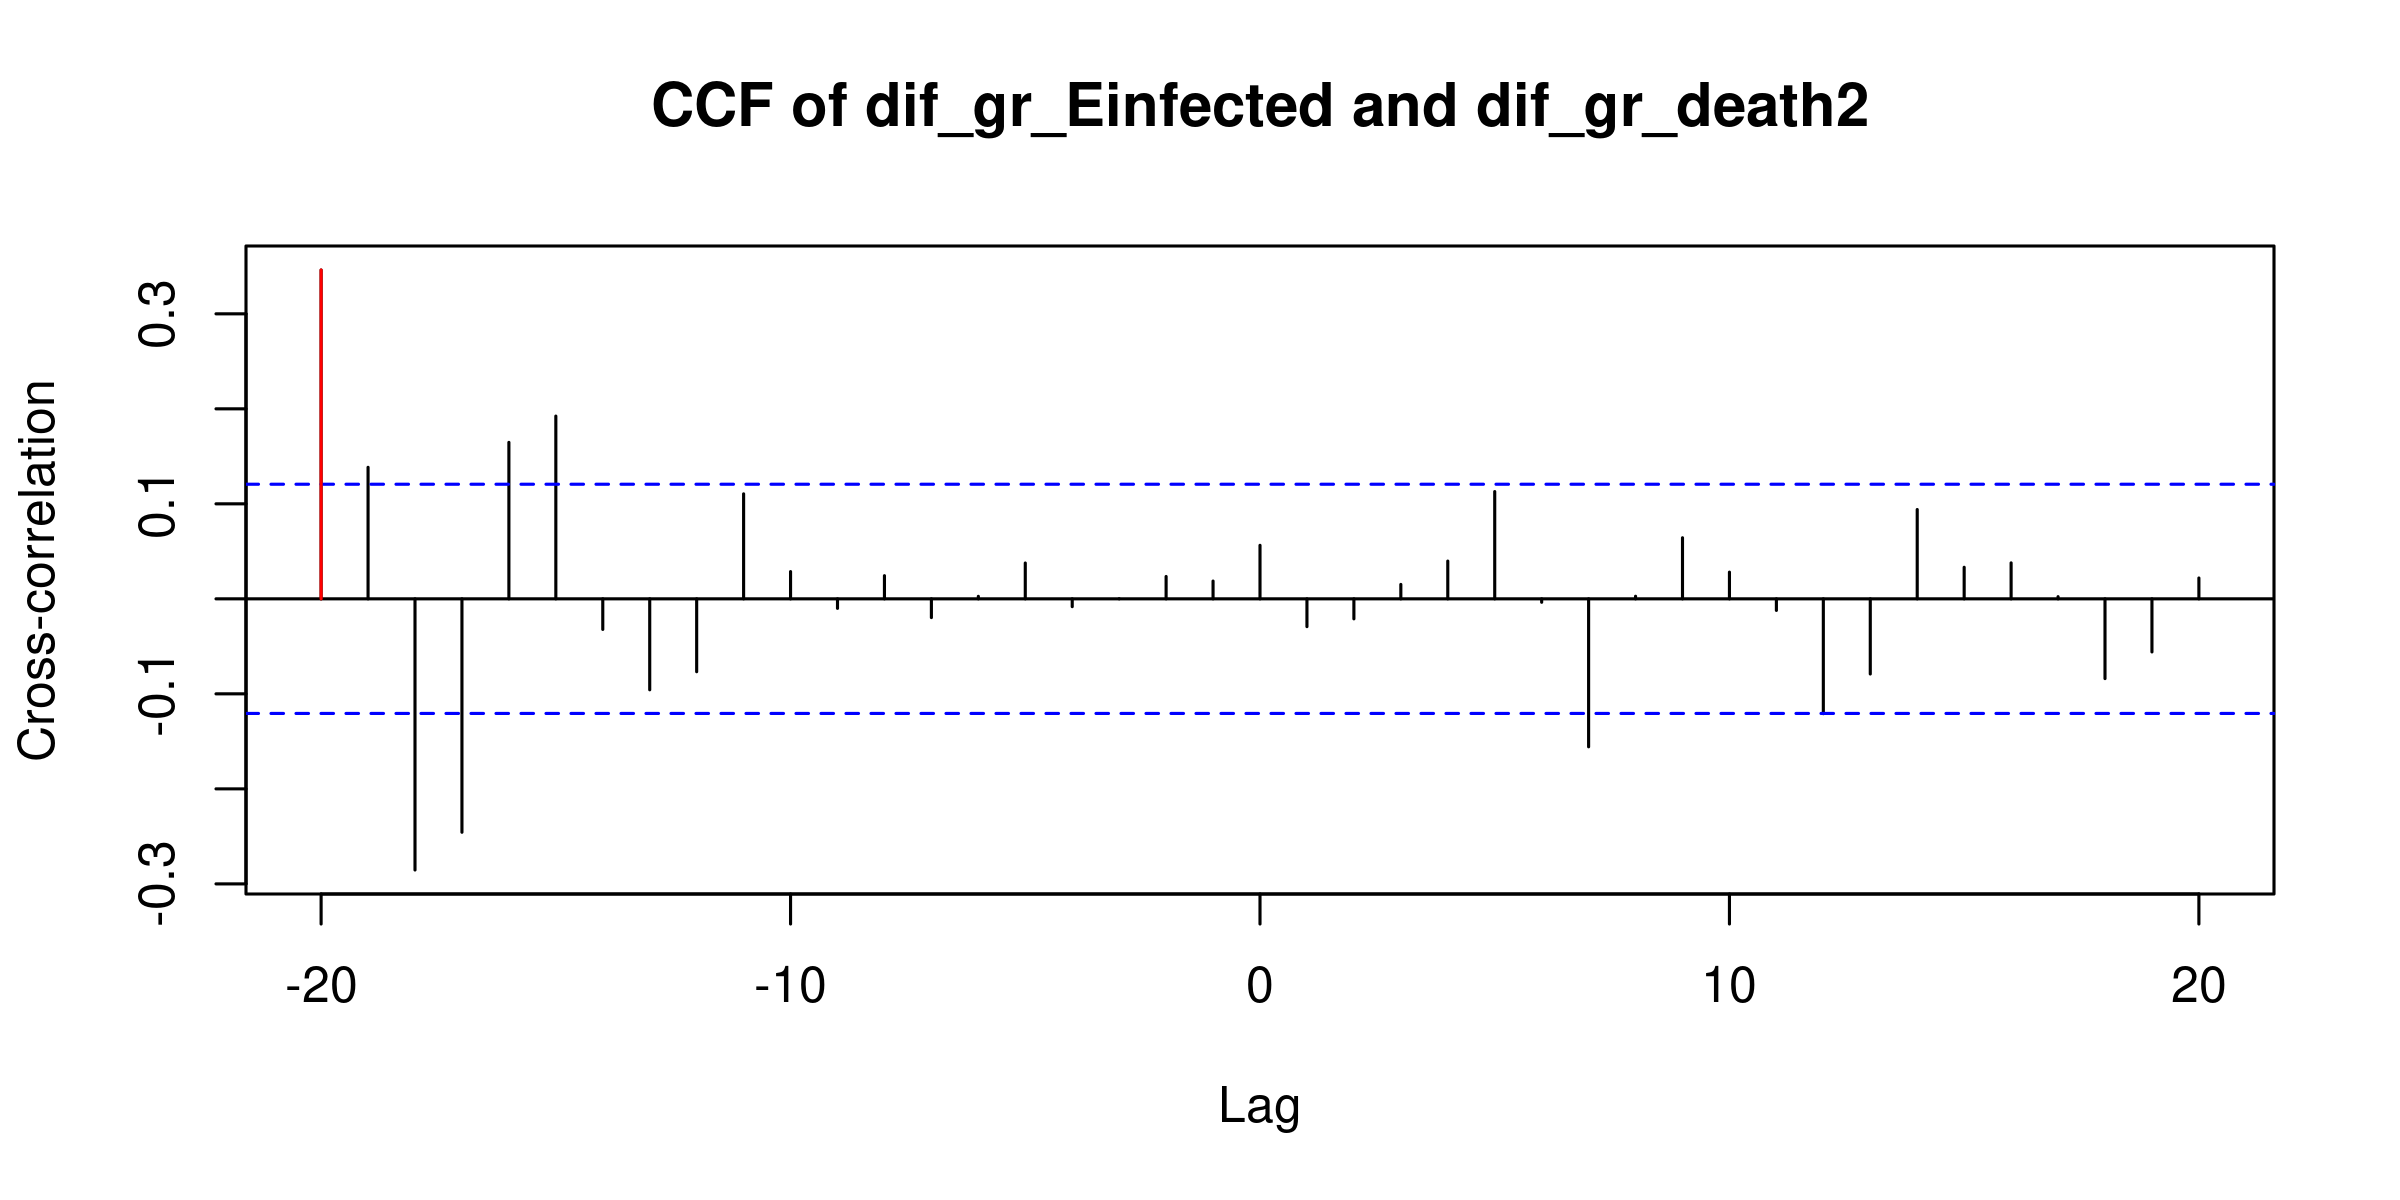 CCF of dif_gr_Einfected and dif_gr_death2
Cross-correlation
0.3
0.1
-0.1
-0.3
-20 -10 0 10 20
Lag